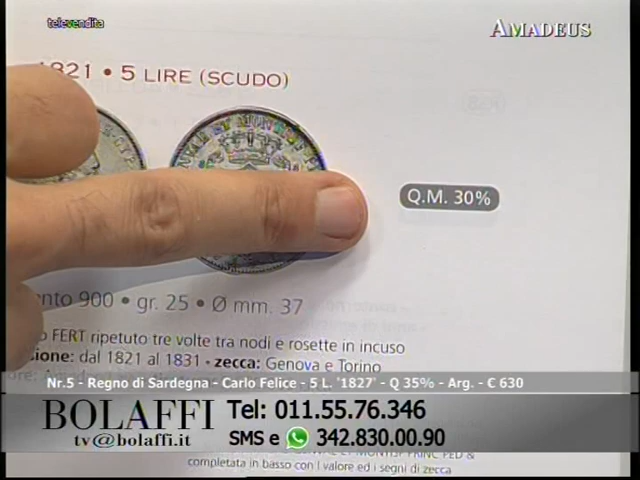 televendita
AMADEUS
1821 • 5 LIRE (SCUDO)
Q.M. 30%
900 • gr. 25 • Ø mm. 37
FERT ripetuto tre volte tra nodi e rosette in incuso
dal 1821 al 1831 • zecca: Genova e Torino
Nr.5 - Regno di Sardegna - Carlo Felice - 5 L. '1827' - Q 35% - Arg. - € 630
BOLAFFI
tv@bolaffi.it
Tel: 011.55.76.346
SMS e 342.830.00.90
completata in basso con l valore ed i segni di zecca